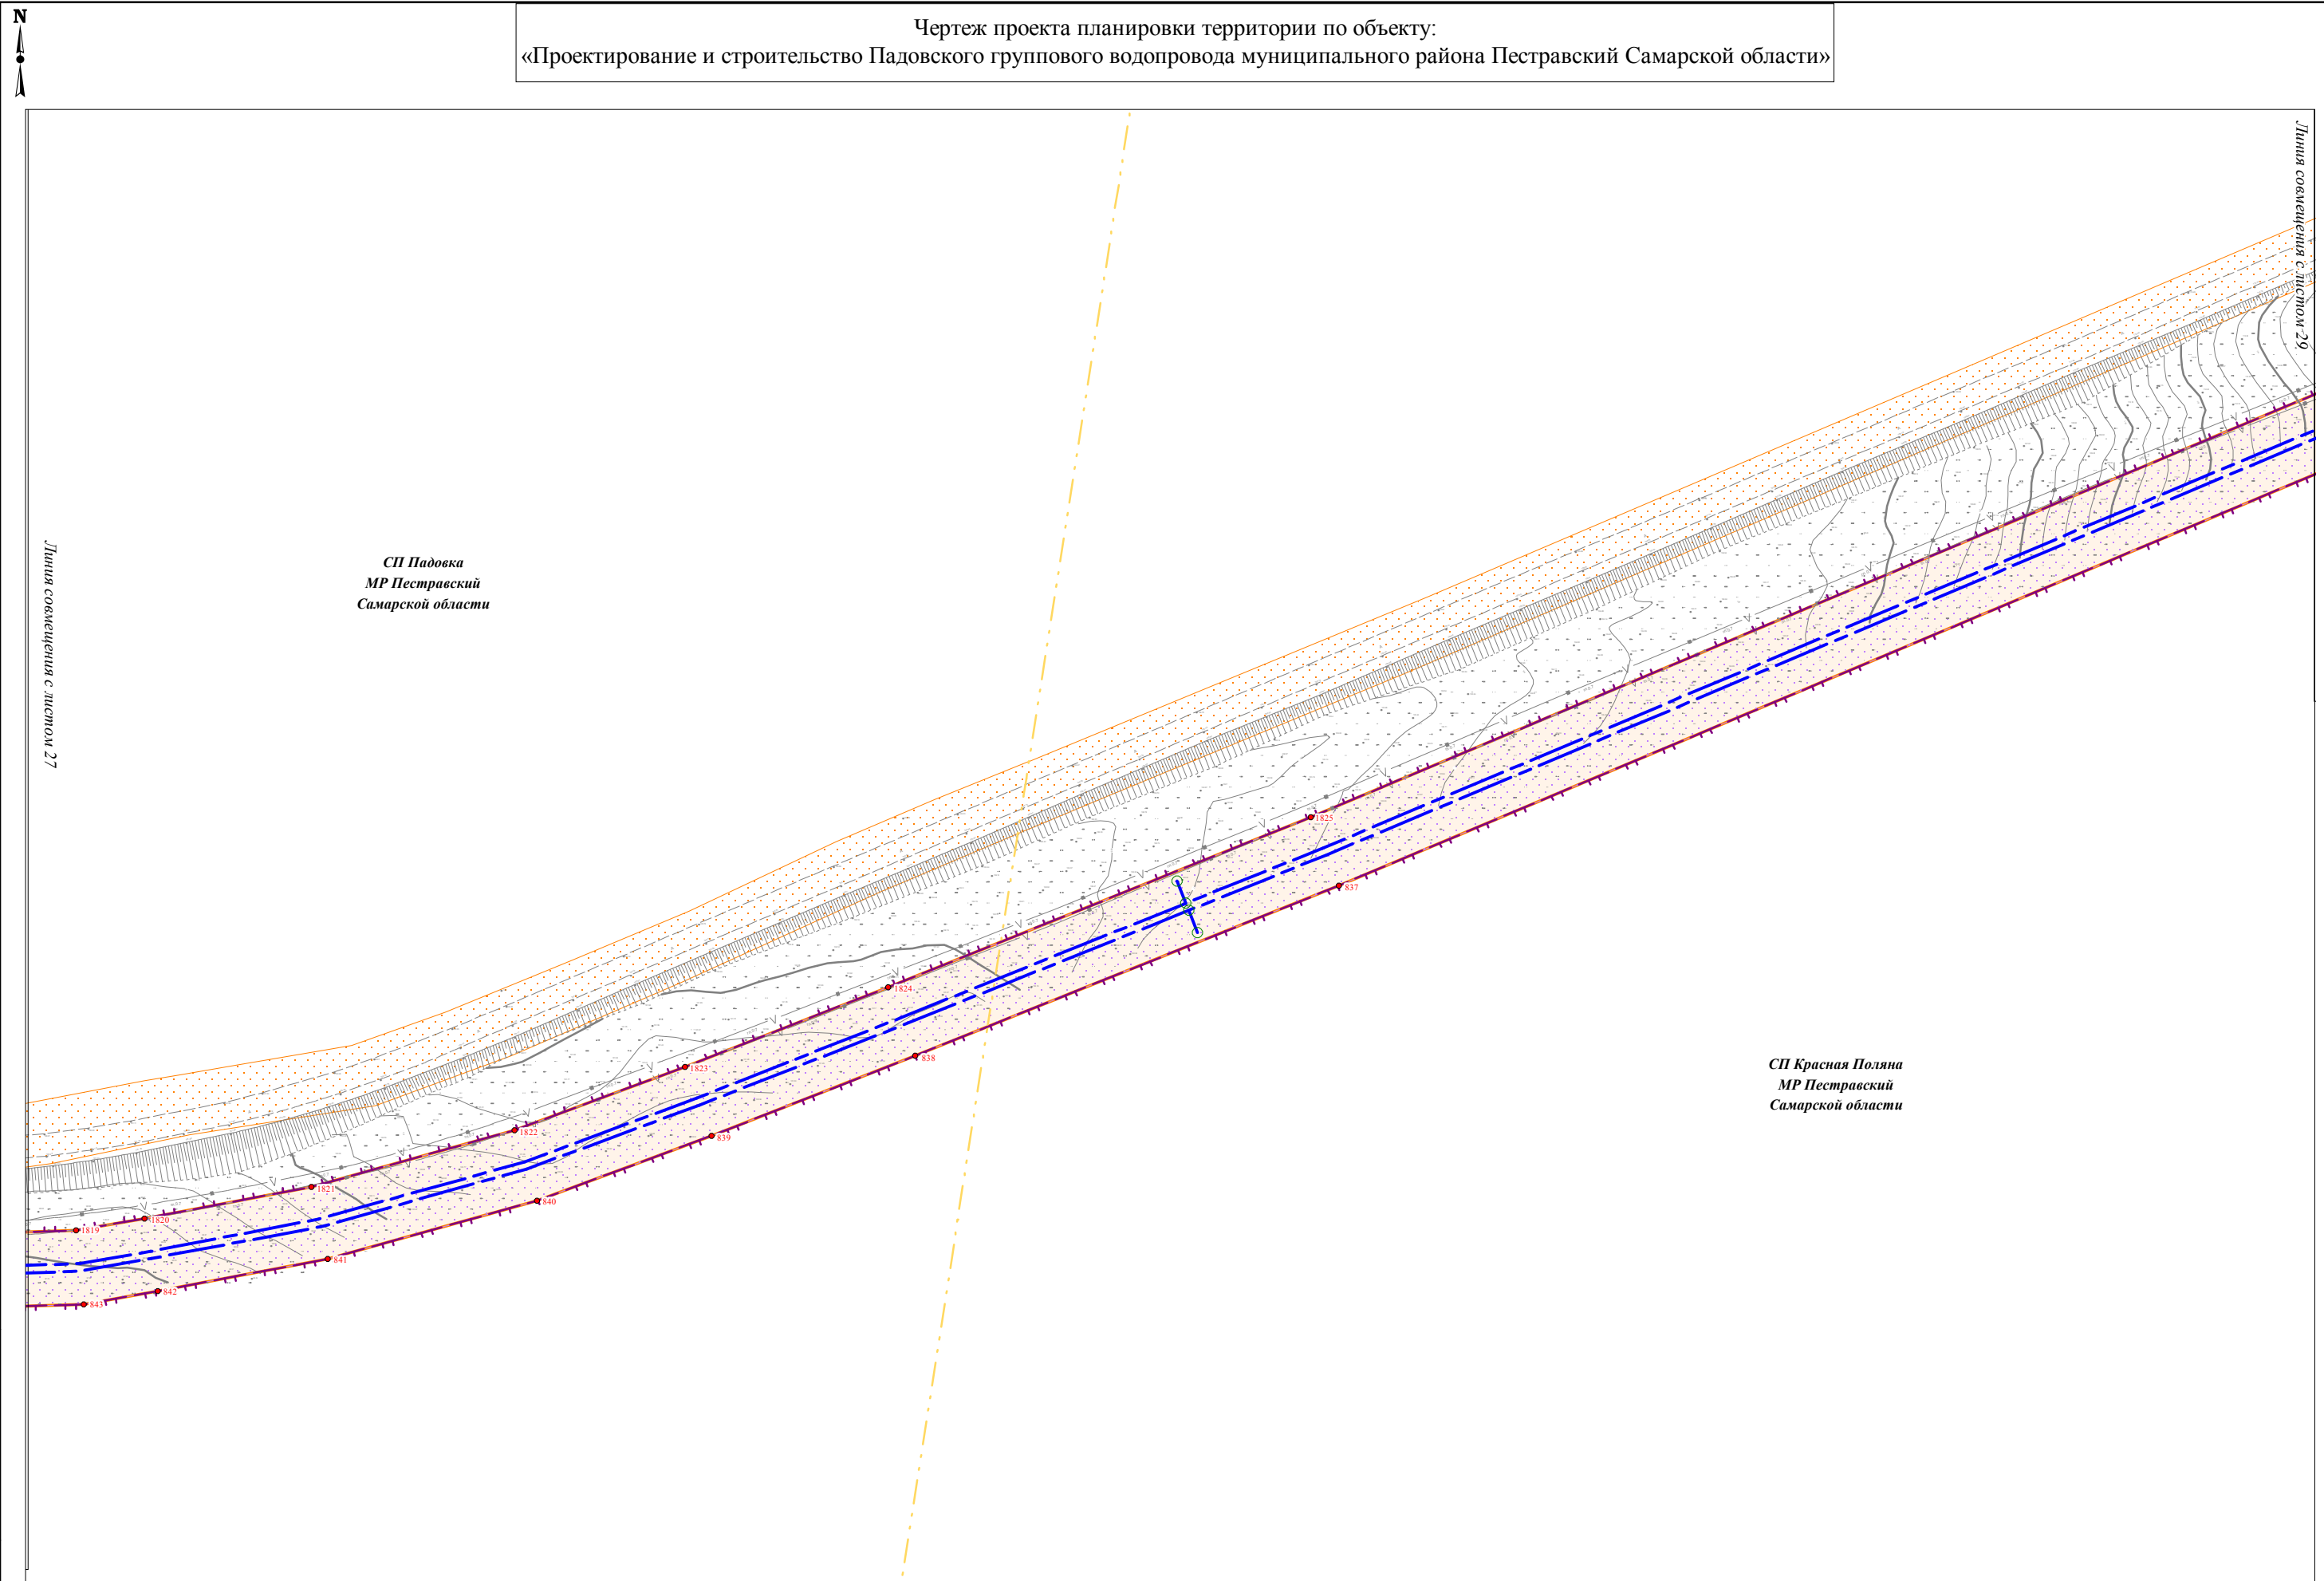 N
Чертеж проекта планировки территории по объекту:
«Проектирование и строительство Падовского группового водопровода муниципального района Пестравский Самарской области»
Линия совмещения с листом 29
Линия совмещения с листом 27
СП Падовка
МР Пестравский
Самарской области
1825
837
1824
838
СП Красная Поляна
МР Пестравский
Самарской области
1823
1822
839
1821
840
1820
1819
841
842
843